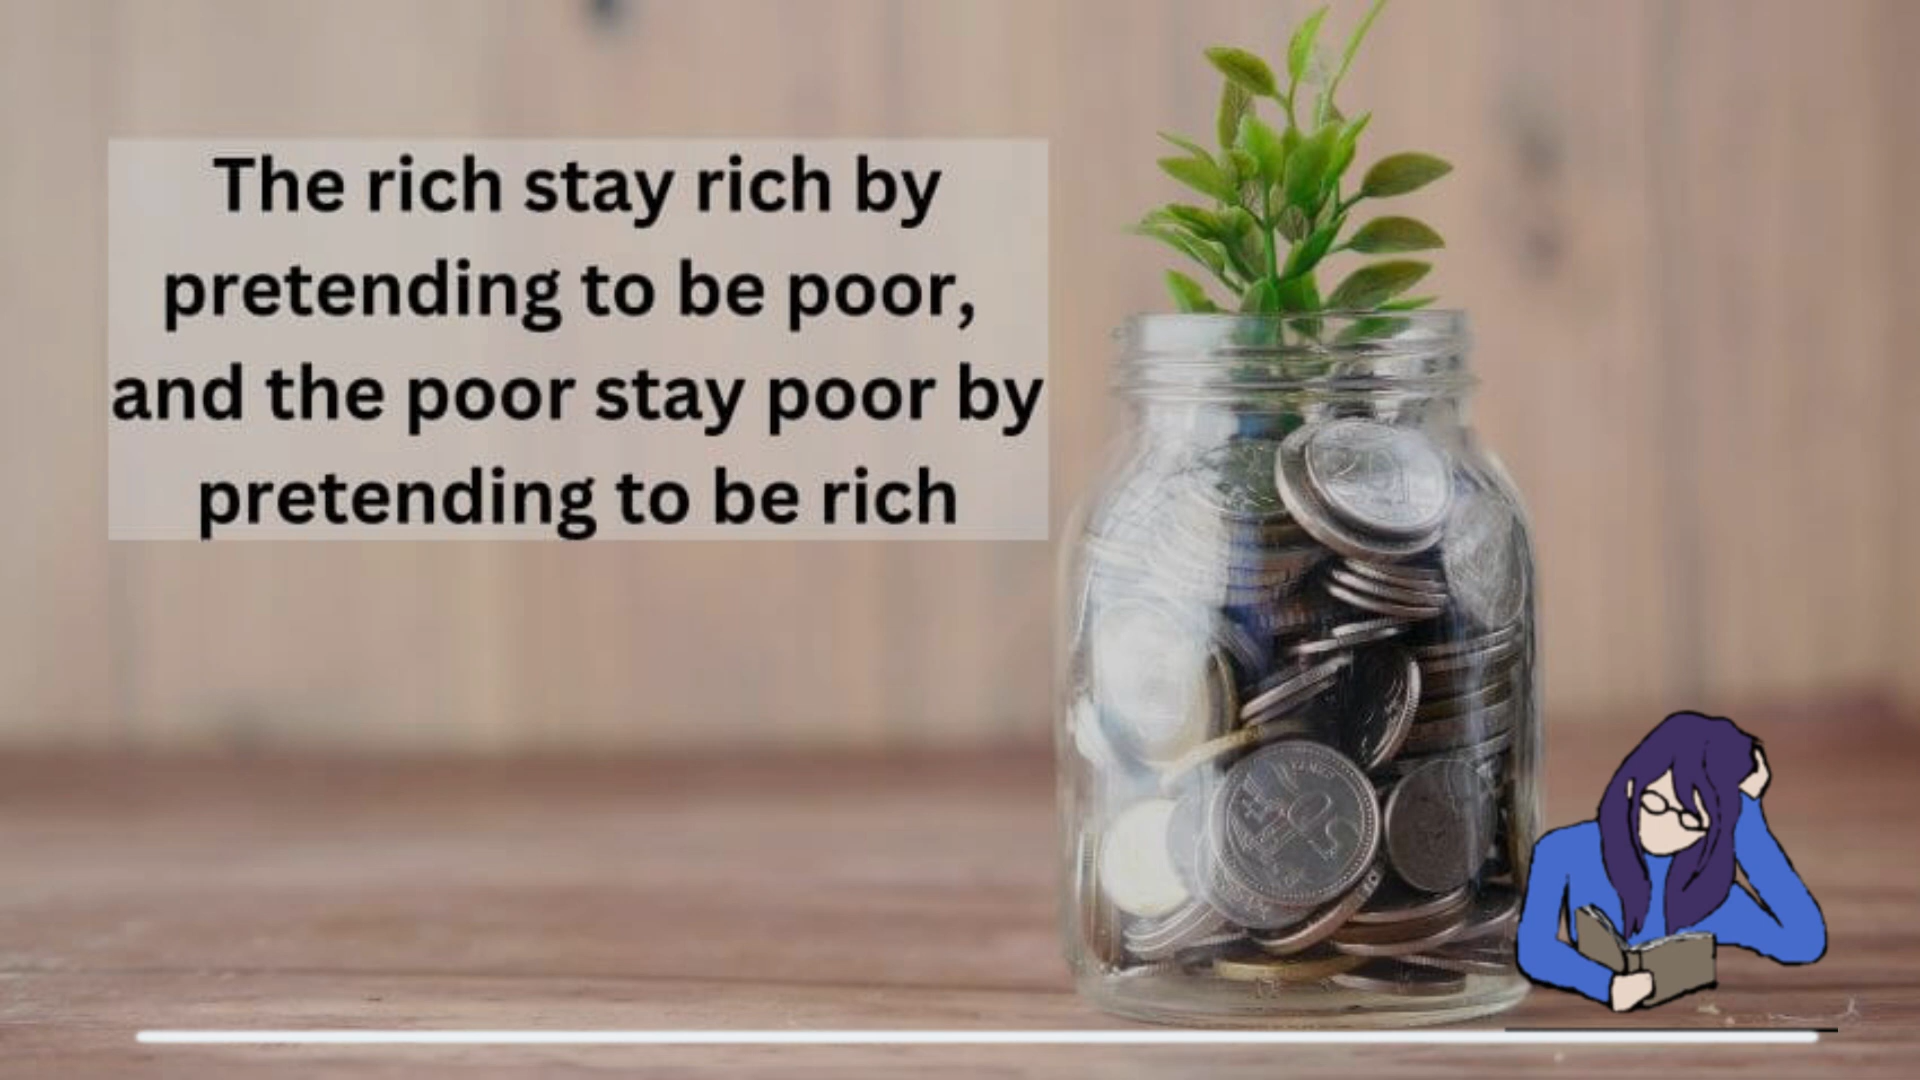 The rich stay rich by
pretending to be poor,
and the poor stay poor by
pretending to be rich